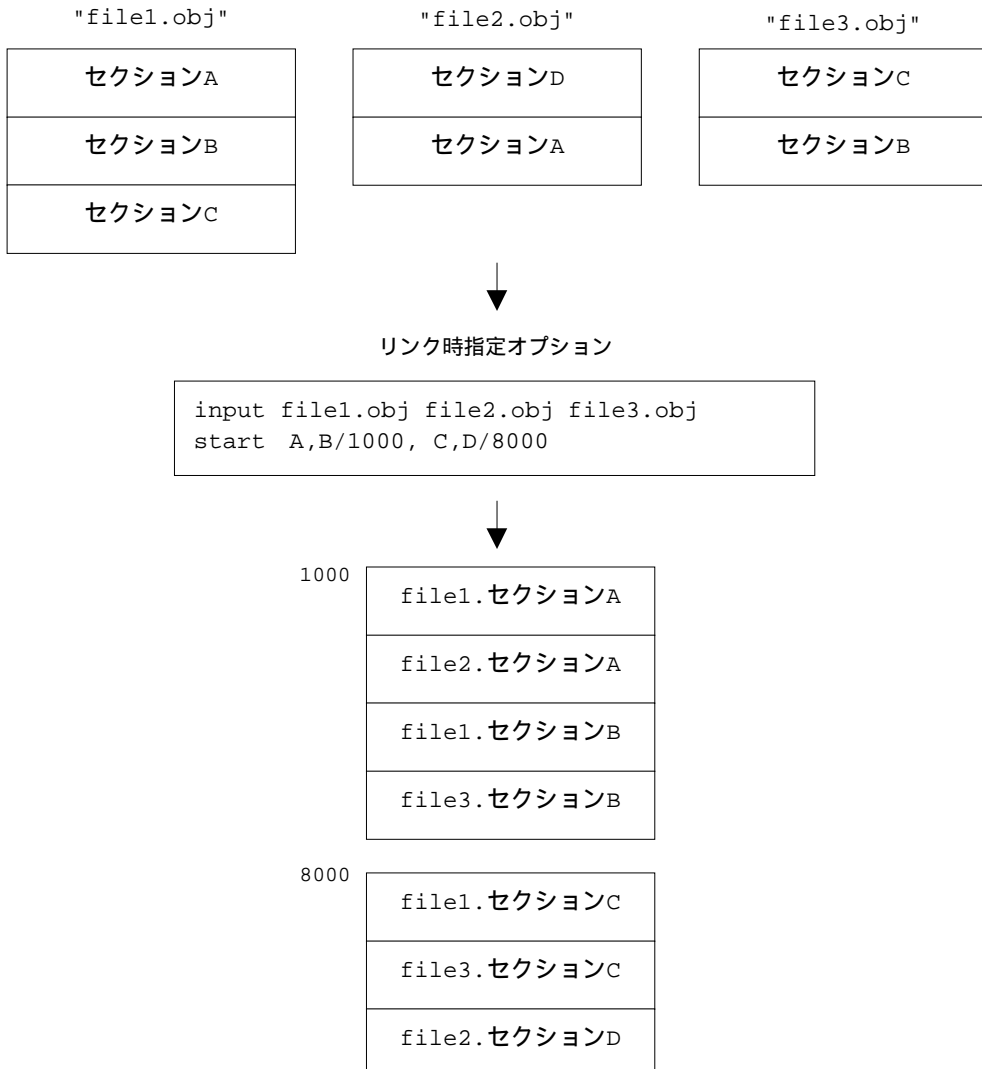 "file1.obj"
セクションA
セクションB
セクションC
"file2.obj"
セクションD
セクションA
"file3.obj"
セクションC
セクションB
リンク時指定オプション
input file1.obj file2.obj file3.obj
start A,B/1000, C,D/8000
1000
file1.セクションA
file2.セクションA
file1.セクションB
file3.セクションB
8000
file1.セクションC
file3.セクションC
file2.セクションD